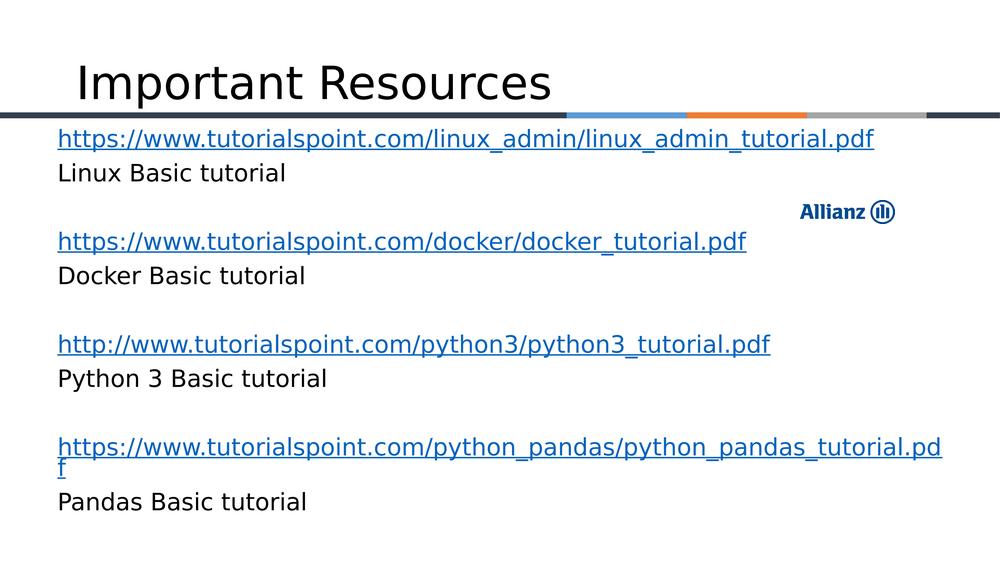 Important Resources
https://www.tutorialspoint.com/linux_admin/linux_admin_tutorial.pdf
Linux Basic tutorial
Allianz
https://www.tutorialspoint.com/docker/docker_tutorial.pdf
Docker Basic tutorial
http://www.tutorialspoint.com/python3/python3_tutorial.pdf
Python 3 Basic tutorial
https://www.tutorialspoint.com/python_pandas/python_pandas_tutorial.pd
f
Pandas Basic tutorial